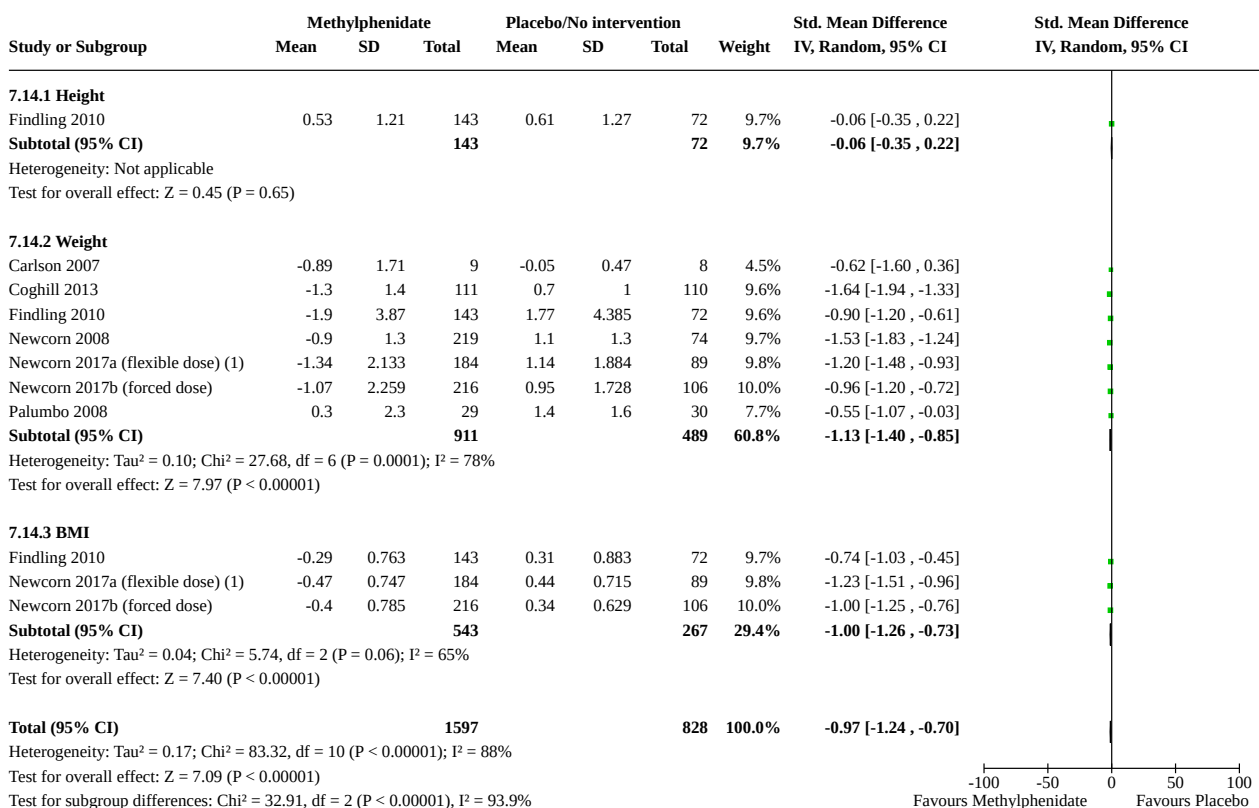 Methylphenidate Placebo/No intervention Std. Mean Difference Std. Mean Difference
Study or Subgroup Mean SD Total Mean SD Total Weight IV, Random, 95% CI IV, Random, 95% CI
7.14.1 Height
Findling 2010 0.53 1.21 143 0.61 1.27 72 9.7% -0.06 [-0.35 , 0.22]
Subtotal (95% CI) 143 72 9.7% -0.06 [-0.35 , 0.22]
Heterogeneity: Not applicable
Test for overall effect: Z = 0.45 (P = 0.65)
7.14.2 Weight
Carlson 2007 -0.89 1.71 9 -0.05 0.47 8 4.5% -0.62 [-1.60 , 0.36]
Coghill 2013 -1.3 1.4 111 0.7 1 110 9.6% -1.64 [-1.94 , -1.33]
Findling 2010 -1.9 3.87 143 1.77 4.385 72 9.6% -0.90 [-1.20 , -0.61]
Newcorn 2008 -0.9 1.3 219 1.1 1.3 74 9.7% -1.53 [-1.83 , -1.24]
Newcorn 2017a (flexible dose) (1) -1.34 2.133 184 1.14 1.884 89 9.8% -1.20 [-1.48 , -0.93]
Newcorn 2017b (forced dose) -1.07 2.259 216 0.95 1.728 106 10.0% -0.96 [-1.20 , -0.72]
Palumbo 2008 0.3 2.3 29 1.4 1.6 30 7.7% -0.55 [-1.07 , -0.03]
Subtotal (95% CI) 911 489 60.8% -1.13 [-1.40 , -0.85]
Heterogeneity: Tau² = 0.10; Chi² = 27.68, df = 6 (P = 0.0001); I² = 78%
Test for overall effect: Z = 7.97 (P < 0.00001)
7.14.3 BMI
Findling 2010 -0.29 0.763 143 0.31 0.883 72 9.7% -0.74 [-1.03 , -0.45]
Newcorn 2017a (flexible dose) (1) -0.47 0.747 184 0.44 0.715 89 9.8% -1.23 [-1.51 , -0.96]
Newcorn 2017b (forced dose) -0.4 0.785 216 0.34 0.629 106 10.0% -1.00 [-1.25 , -0.76]
Subtotal (95% CI) 543 267 29.4% -1.00 [-1.26 , -0.73]
Heterogeneity: Tau² = 0.04; Chi² = 5.74, df = 2 (P = 0.06); I² = 65%
Test for overall effect: Z = 7.40 (P < 0.00001)
Total (95% CI) 1597 828 100.0% -0.97 [-1.24 , -0.70]
Heterogeneity: Tau² = 0.17; Chi² = 83.32, df = 10 (P < 0.00001); I² = 88%
Test for overall effect: Z = 7.09 (P < 0.00001)
-100 -50 0 50 100
Test for subgroup differences: Chi² = 32.91, df = 2 (P < 0.00001), I² = 93.9% Favours Methylphenidate Favours Placebo